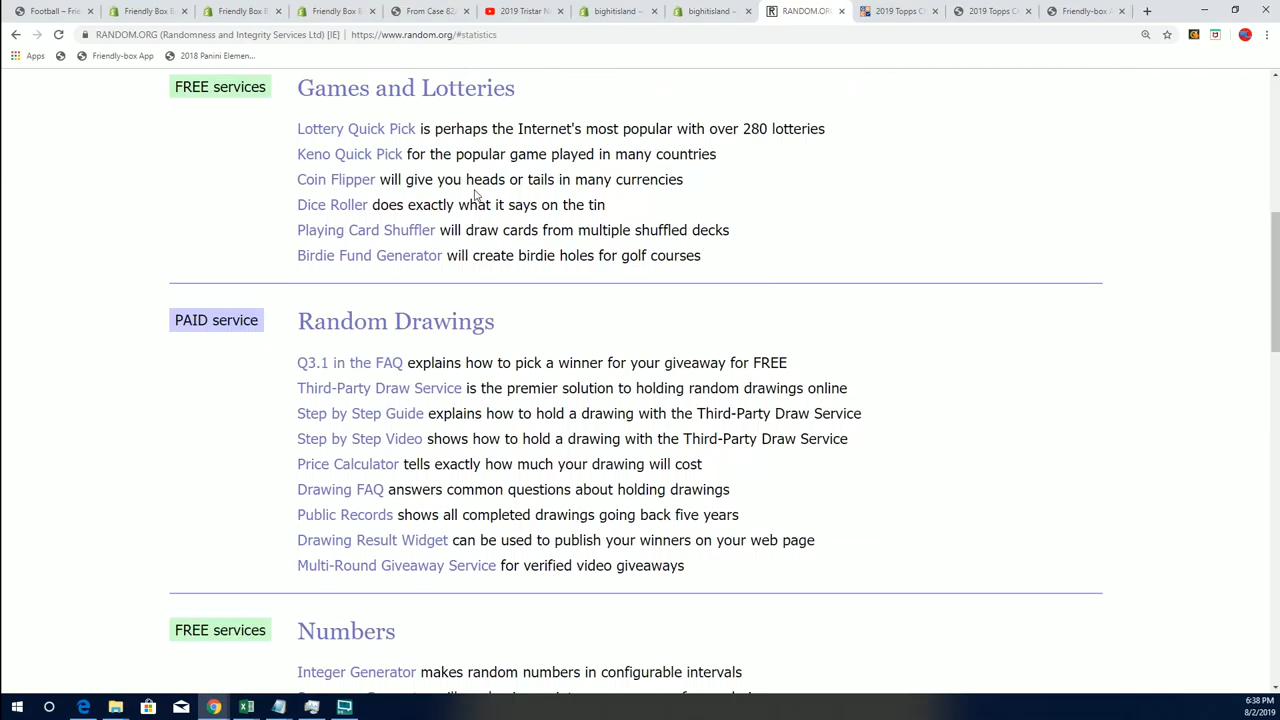 Football – Frie
Friendly Box B
Friendly Box B
Friendly Box B
From Case 82
2019 Tristar N
bighitisland –
bighitisland –
RANDOM.OR
2019 Topps C
2019 Topps C
Friendly-box A
RANDOM.ORG (Randomness and Integrity Services Ltd) [IE] | https://www.random.org/#statistics
Apps
Friendly-box App
2018 Panini Elemen...
FREE services
Games and Lotteries
Lottery Quick Pick is perhaps the Internet's most popular with over 280 lotteries
Keno Quick Pick for the popular game played in many countries
Coin Flipper will give you heads or tails in many currencies
Dice Roller does exactly what it says on the tin
Playing Card Shuffler will draw cards from multiple shuffled decks
Birdie Fund Generator will create birdie holes for golf courses
PAID service
Random Drawings
Q3.1 in the FAQ explains how to pick a winner for your giveaway for FREE
Third-Party Draw Service is the premier solution to holding random drawings online
Step by Step Guide explains how to hold a drawing with the Third-Party Draw Service
Step by Step Video shows how to hold a drawing with the Third-Party Draw Service
Price Calculator tells exactly how much your drawing will cost
Drawing FAQ answers common questions about holding drawings
Public Records shows all completed drawings going back five years
Drawing Result Widget can be used to publish your winners on your web page
Multi-Round Giveaway Service for verified video giveaways
FREE services
Numbers
Integer Generator makes random numbers in configurable intervals
6:38 PM
8/2/2019